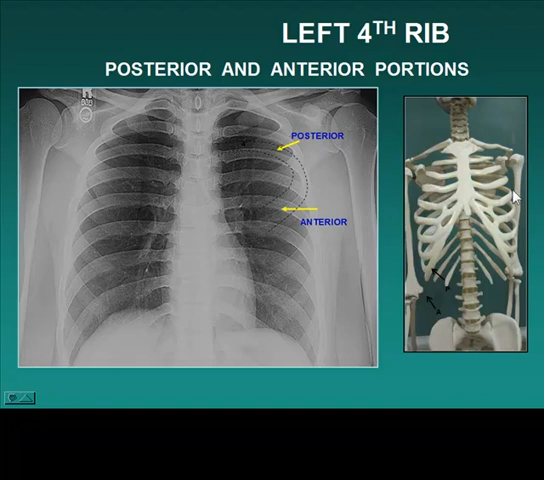 LEFT 4TH RIB
POSTERIOR AND ANTERIOR PORTIONS
POSTERIOR
ANTERIOR